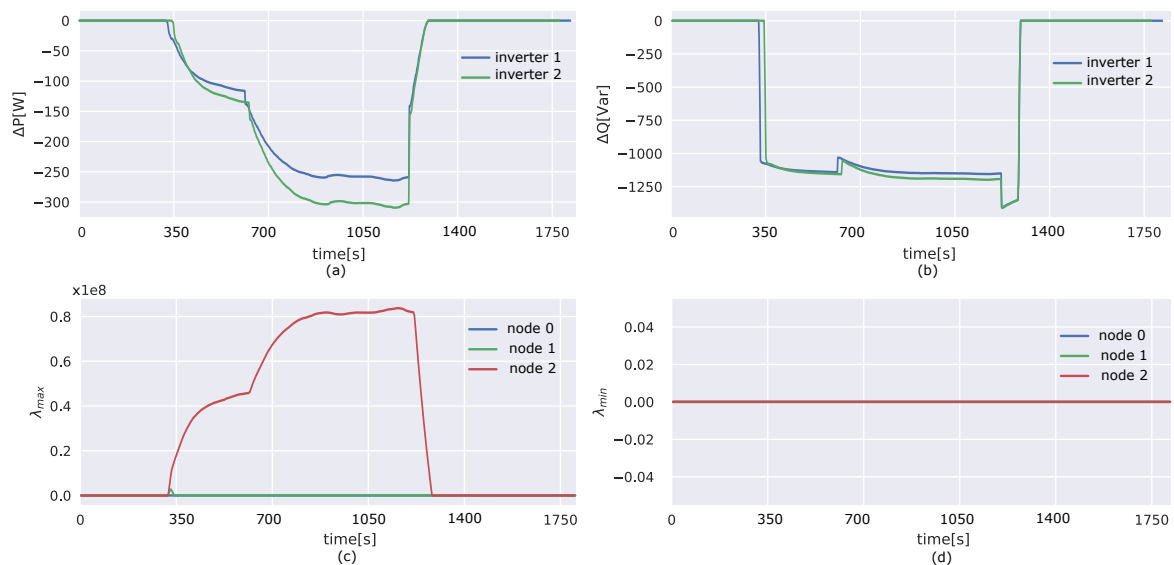 0
−50
−100
−150
−200
−250
−300
ΔP[W]
inverter 1
inverter 2
0 350 700 1050 1400 1750
time[s]
(a)
0
−250
−500
−750
−1000
−1250
ΔQ[Var]
inverter 1
inverter 2
0 350 700 1050 1400 1750
time[s]
(b)
x1e8
0.8
0.6
0.4
0.2
0.0
λmax
node 0
node 1
node 2
0 350 700 1050 1400 1750
time[s]
(c)
0.04
0.02
0.00
−0.02
−0.04
λmin
node 0
node 1
node 2
0 350 700 1050 1400 1750
time[s]
(d)